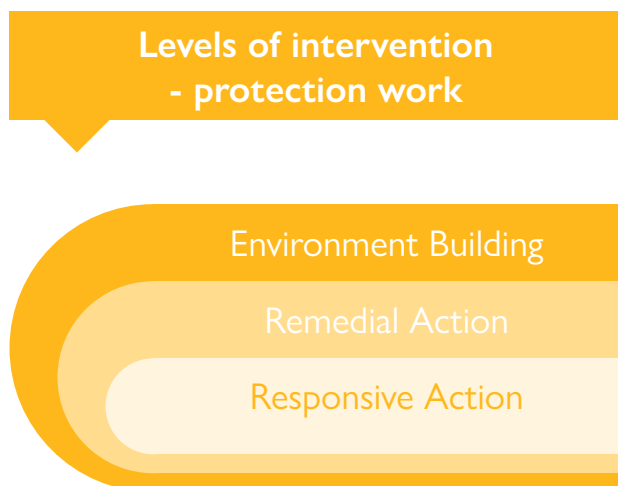 Levels of intervention
- protection work
Environment Building
Remedial Action
Responsive Action